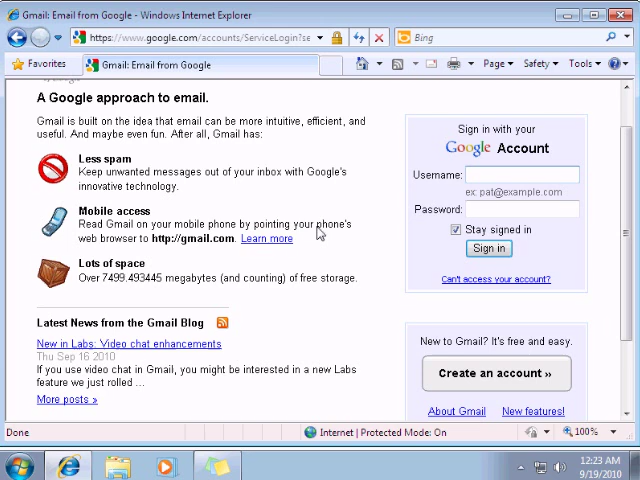 Gmail: Email from Google - Windows Internet Explorer
https://www.google.com/accounts/ServiceLogin?se
Bing
Favorites
Gmail: Email from Google
Page
Safety
Tools
A Google approach to email.
Gmail is built on the idea that email can be more intuitive, efficient, and
useful. And maybe even fun. After all, Gmail has:
Less spam
Keep unwanted messages out of your inbox with Google's
innovative technology.
Mobile access
Read Gmail on your mobile phone by pointing your phone's
web browser to http://gmail.com. Learn more
Lots of space
Over 7499.493445 megabytes (and counting) of free storage.
Latest News from the Gmail Blog
New in Labs: Video chat enhancements
Thu Sep 16 2010
If you use video chat in Gmail, you might be interested in a new Labs
feature we just rolled ...
More posts »
Sign in with your
Google Account
Username:
ex: pat@example.com
Password:
Stay signed in
Sign in
Can't access your account?
New to Gmail? It's free and easy.
Create an account »
About Gmail New features!
Done
Internet | Protected Mode: On
100%
12:23 AM
9/19/2010